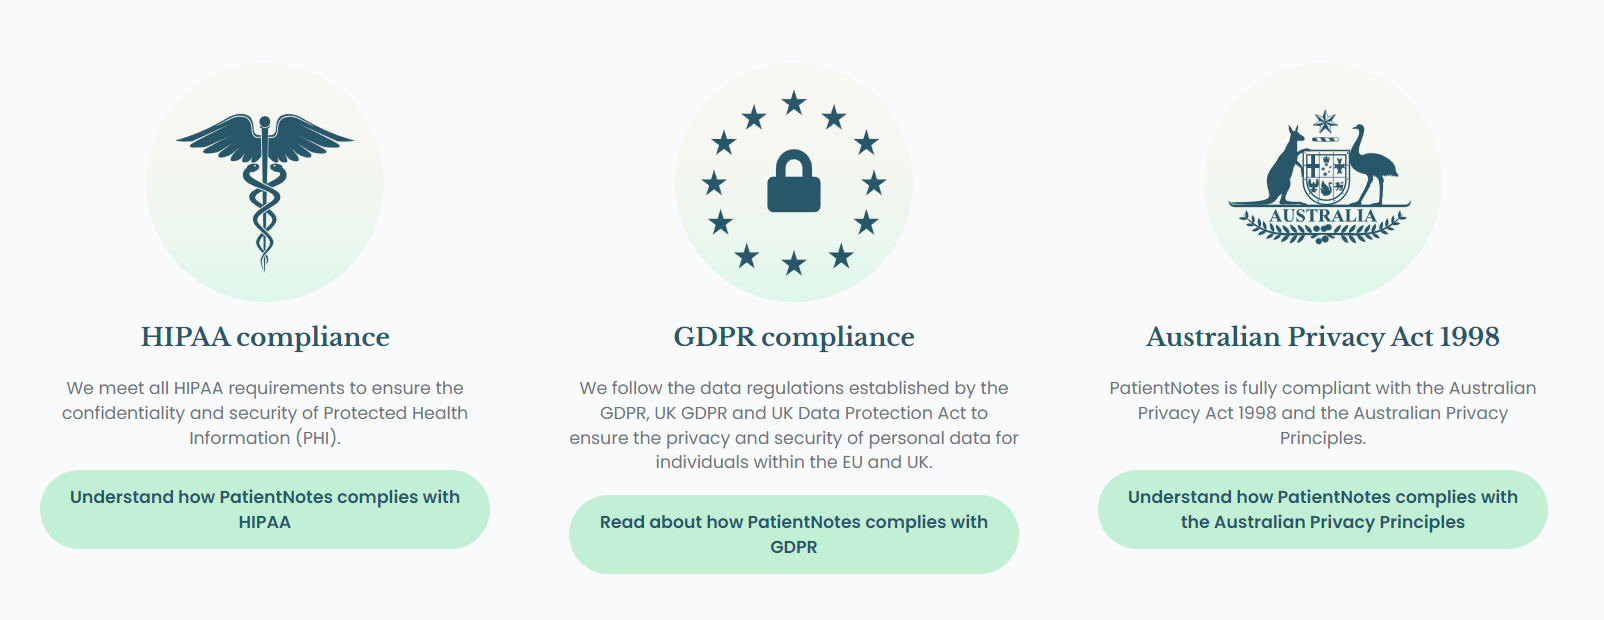 AUSTRALIA
HIPAA compliance
We meet all HIPAA requirements to ensure the
confidentiality and security of Protected Health
Information (PHI).
Understand how PatientNotes complies with
HIPAA
GDPR compliance
We follow the data regulations established by the
GDPR, UK GDPR and UK Data Protection Act to
ensure the privacy and security of personal data for
individuals within the EU and UK.
Read about how PatientNotes complies with
GDPR
Australian Privacy Act 1998
PatientNotes is fully compliant with the Australian
Privacy Act 1998 and the Australian Privacy
Principles.
Understand how PatientNotes complies with
the Australian Privacy Principles